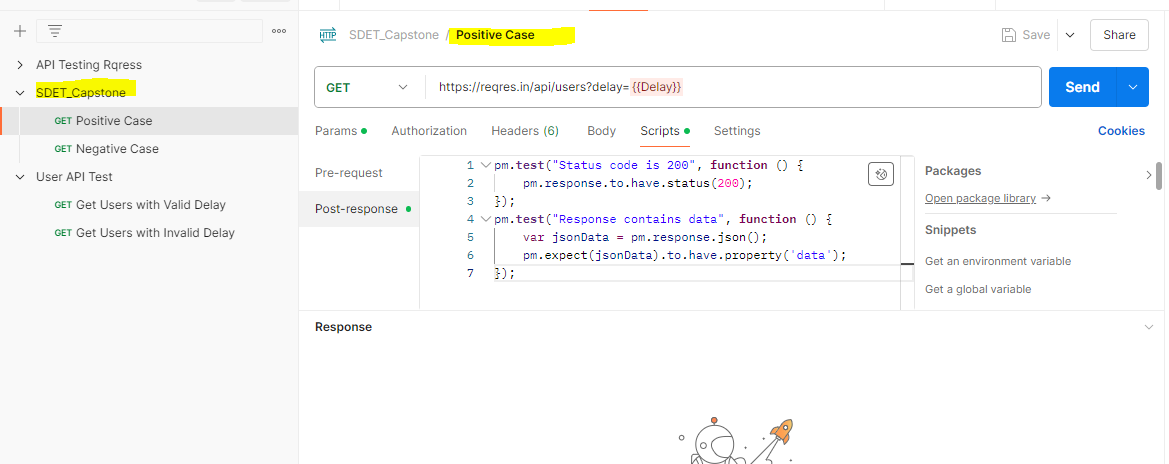 API Testing Rqress
SDET_Capstone
GET Positive Case
GET Negative Case
User API Test
GET Get Users with Valid Delay
GET Get Users with Invalid Delay
HTTP SDET_Capstone / Positive Case
Save
Share
GET
https://reqres.in/api/users?delay={{Delay}}
Send
Params
Authorization
Headers (6)
Body
Scripts
Settings
Cookies
Pre-request
Post-response
1 pm.test("Status code is 200", function () {
2 pm.response.to.have.status(200);
3 });
4 pm.test("Response contains data", function () {
5 var jsonData = pm.response.json();
6 pm.expect(jsonData).to.have.property('data');
7 });
Packages
Open package library →
Snippets
Get an environment variable
Get a global variable
Response